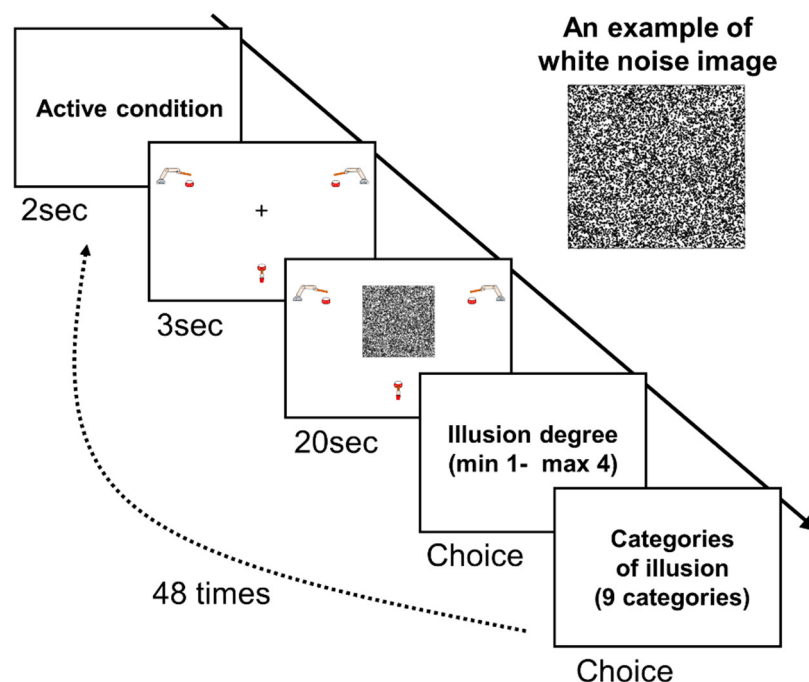 An example of
white noise image
Active condition
2sec
+
3sec
20sec
Illusion degree
(min 1-  max 4)
Choice
Categories
of illusion
(9 categories)
Choice
48 times